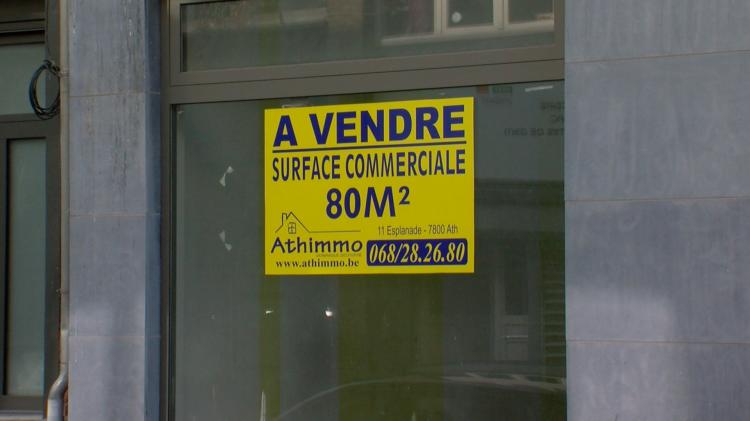 A VENDRE
SURFACE COMMERCIALE
80M²
Athimmo
11 Esplanade - 7800 Ath
068/28.26.80
www.athimmo.be